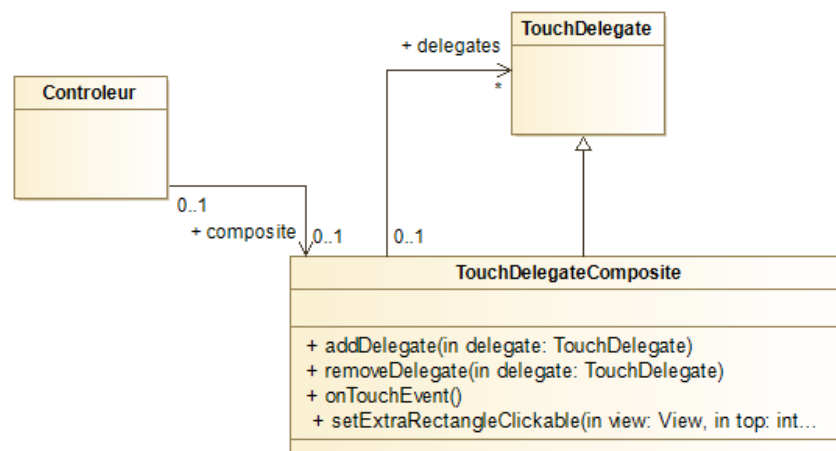 TouchDelegate
+ delegates
*
Controleur
0..1
+ composite
0..1
0..1
TouchDelegateComposite
+ addDelegate(in delegate: TouchDelegate)
+ removeDelegate(in delegate: TouchDelegate)
+ onTouchEvent()
+ setExtraRectangleClickable(in view: View, in top: int...